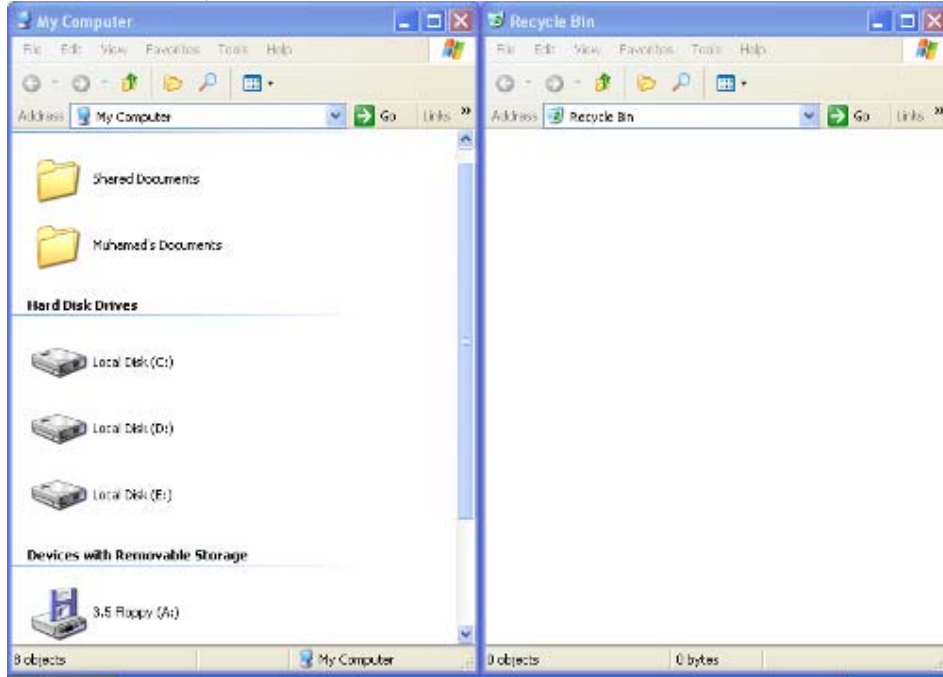 My Computer
File Edit View Favorites Tools Help
Address My Computer Go Links »
Shared Documents
Muhamad's Documents
Hard Disk Drives
Local Disk (C:)
Local Disk (D:)
Local Disk (E:)
Devices with Removable Storage
3.5 Floppy (A:)
8 objects My Computer
Recycle Bin
File Edit View Favorites Tools Help
Address Recycle Bin Go Links »
0 objects 0 bytes